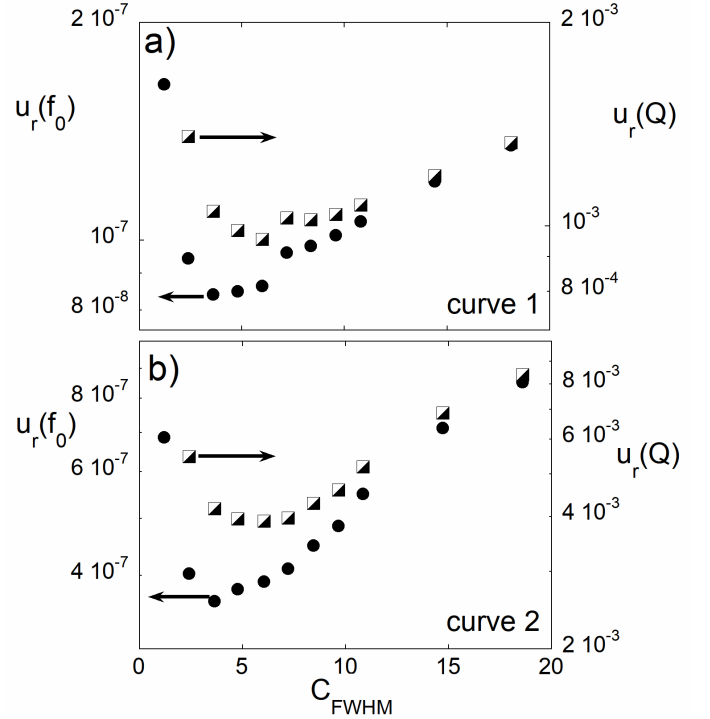 2 10⁻⁷
2 10⁻³
a)
uᵣ(f₀)
uᵣ(Q)
10⁻⁷
10⁻³
8 10⁻⁸
8 10⁻⁴
curve 1
b)
8 10⁻⁷
8 10⁻³
uᵣ(f₀)
6 10⁻³
uᵣ(Q)
6 10⁻⁷
4 10⁻³
4 10⁻⁷
curve 2
2 10⁻³
0 5 10 15 20
C_FWHM